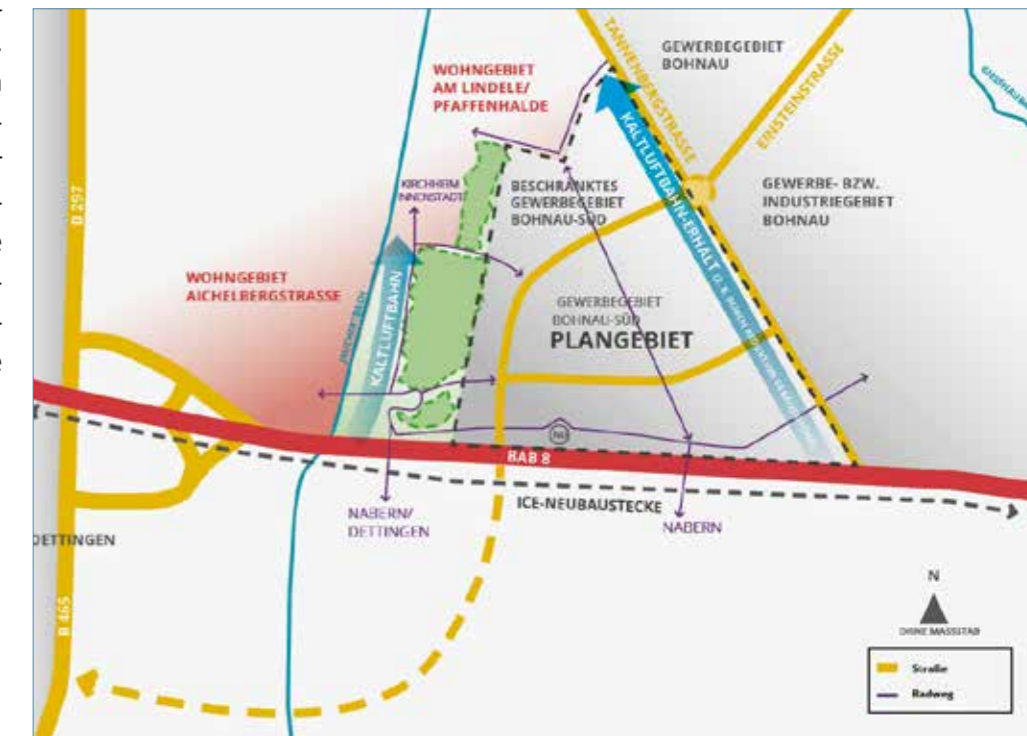 WOHNGEBIET
AM LINDELE/
PFAFFENHALDE
GEWERBEGEBIET
BOHNAU
TANNENBERGSTRASSE
EINSTEINSTRASSE
KIRCHHEIM
INNENSTADT
BESCHRÄNKTES
GEWERBEGEBIET
BOHNAU-SÜD
GEWERBE- BZW.
INDUSTRIEGEBIET
BOHNAU
KALTLUFTBAHN-ERHALT
B 297
WOHNGEBIET
AICHELBERGSTRASSE
KALTLUFTBAHN
GEWERBEGEBIET
BOHNAU-SÜD
PLANGEBIET
BAB 8
ICE-NEUBAUSTECKE
NABERN/
DETTINGEN
NABERN
DETTINGEN
B 465
N
OHNE MASSSTAB
Straße
Radweg